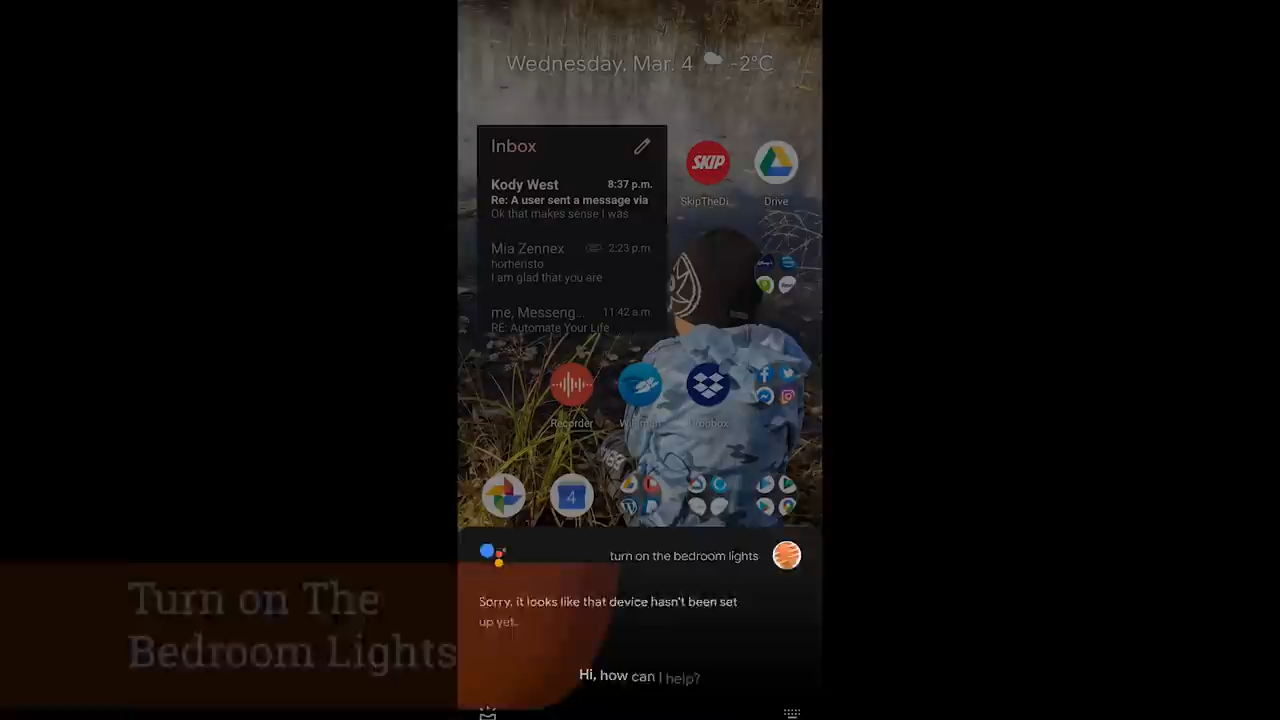 Wednesday, Mar. 4 -2°C
Inbox
Kody West 8:37 p.m.
Re: A user sent a message via
Ok that makes sense I was
Mia Zennex 2:23 p.m.
horheristo
I am glad that you are
me, Messeng... 11:42 a.m.
RE: Automate Your Life
SKIP
SkipTheDi...
Drive
Recorder
Dropbox
4
turn on the bedroom lights
Sorry, it looks like that device hasn't been set
up yet.
Hi, how can I help?
Turn on The
Bedroom Lights